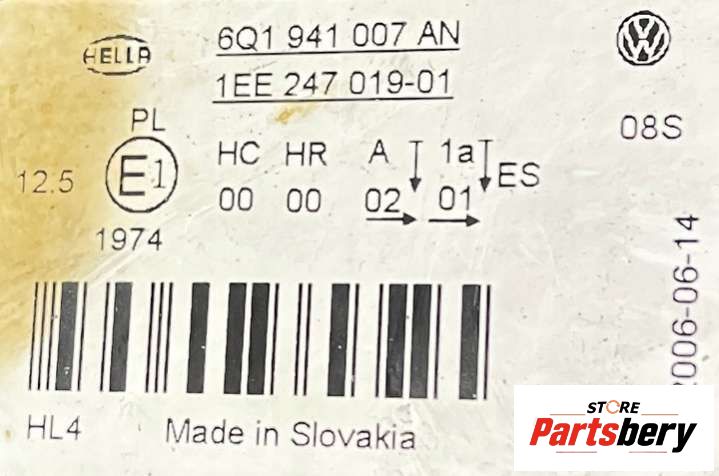 HELLA
6Q1 941 007 AN
1EE 247 019-01
08S
PL
12.5
E1
HC HR A 1a ES
00 00 02 01
1974
2006-06-14
HL4 Made in Slovakia
STORE
Partsbery